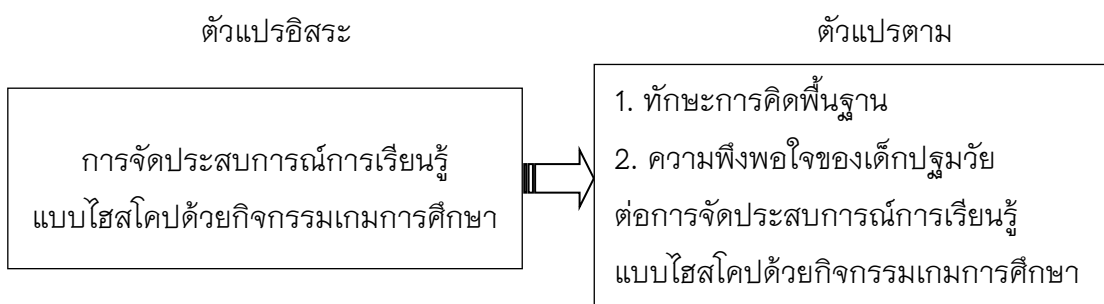 ตัวแปรอิสระ
การจัดประสบการณ์การเรียนรู้
แบบไฮสโคปด้วยกิจกรรมเกมการศึกษา
ตัวแปรตาม
1. ทักษะการคิดพื้นฐาน
2. ความพึงพอใจของเด็กปฐมวัย
ต่อการจัดประสบการณ์การเรียนรู้
แบบไฮสโคปด้วยกิจกรรมเกมการศึกษา